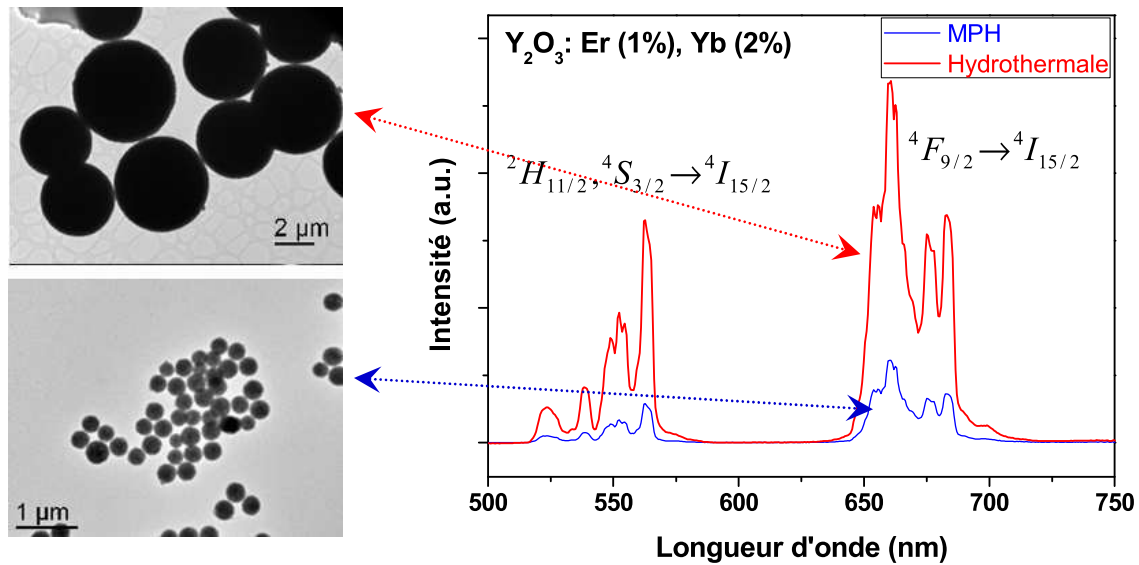 2 µm
1 µm
Y₂O₃: Er (1%), Yb (2%)
MPH
Hydrothermale
²H₁₁/₂, ⁴S₃/₂ → ⁴I₁₅/₂
⁴F₉/₂ → ⁴I₁₅/₂
Intensité (a.u.)
500 550 600 650 700 750
Longueur d'onde (nm)